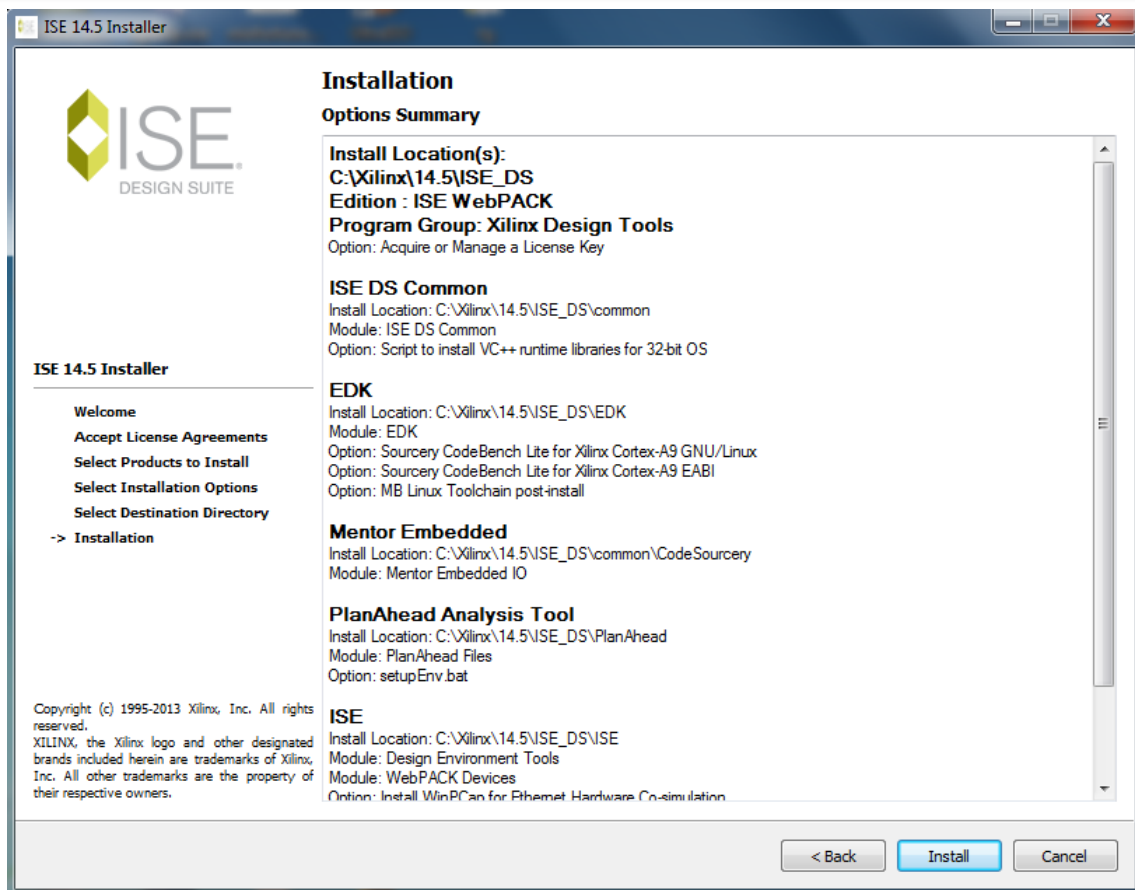 ISE 14.5 Installer
ISE.
DESIGN SUITE
ISE 14.5 Installer
Welcome
Accept License Agreements
Select Products to Install
Select Installation Options
Select Destination Directory
-> Installation
Copyright (c) 1995-2013 Xilinx, Inc. All rights
reserved.
XILINX, the Xilinx logo and other designated
brands included herein are trademarks of Xilinx,
Inc. All other trademarks are the property of
their respective owners.
Installation
Options Summary
Install Location(s):
C:\Xilinx\14.5\ISE_DS
Edition : ISE WebPACK
Program Group: Xilinx Design Tools
Option: Acquire or Manage a License Key
ISE DS Common
Install Location: C:\Xilinx\14.5\ISE_DS\common
Module: ISE DS Common
Option: Script to install VC++ runtime libraries for 32-bit OS
EDK
Install Location: C:\Xilinx\14.5\ISE_DS\EDK
Module: EDK
Option: Sourcery CodeBench Lite for Xilinx Cortex-A9 GNU/Linux
Option: Sourcery CodeBench Lite for Xilinx Cortex-A9 EABI
Option: MB Linux Toolchain post-install
Mentor Embedded
Install Location: C:\Xilinx\14.5\ISE_DS\common\CodeSourcery
Module: Mentor Embedded IO
PlanAhead Analysis Tool
Install Location: C:\Xilinx\14.5\ISE_DS\PlanAhead
Module: PlanAhead Files
Option: setupEnv.bat
ISE
Install Location: C:\Xilinx\14.5\ISE_DS\ISE
Module: Design Environment Tools
Module: WebPACK Devices
Option: Install WinPCap for Ethernet Hardware Co-simulation
< Back
Install
Cancel